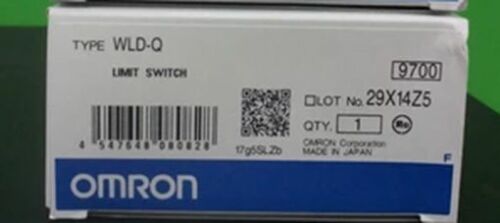 TYPE WLD-Q
LIMIT SWITCH
9700
□LOT No. 29X14Z5
QTY. 1
4 547648 080828
17g5SLZb
OMRON Corporation
MADE IN JAPAN
F
OMRON